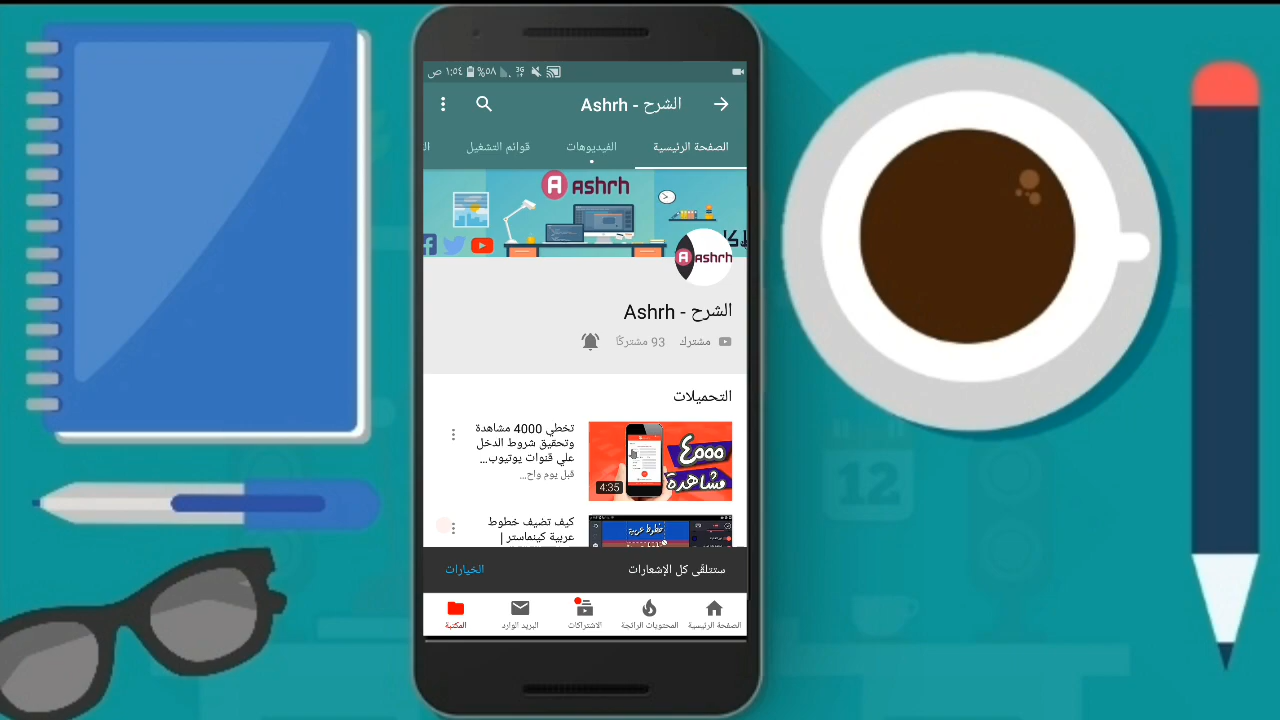 ١:٥٤ ص
%٥٨
3G
الشرح - Ashrh
الصفحة الرئيسية
الفيديوهات
قوائم التشغيل
A Ashrh
A Ashrh
الشرح - Ashrh
مشترك
93 مشتركًا
التحميلات
٤٠٠٠
مشاهدة
4:35
تخطي 4000 مشاهدة
وتحقيق شروط الدخل
علي قنوات يوتيوب...
قبل يوم واح...
خطوط عربية
كيف تضيف خطوط
عربية كينماستر |
ستتلقى كل الإشعارات
الخيارات
الصفحة الرئيسية
المحتويات الرائجة
الاشتراكات
البريد الوارد
المكتبة
12